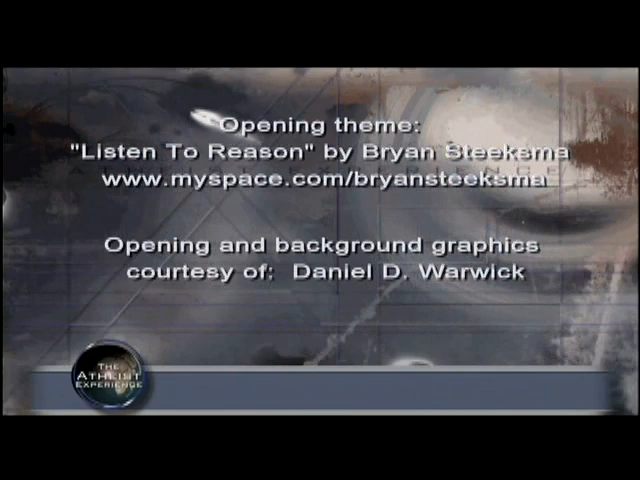 Opening theme:
"Listen To Reason" by Bryan Steeksma
www.myspace.com/bryansteeksma
Opening and background graphics
courtesy of: Daniel D. Warwick
THE
ATHEIST
EXPERIENCE